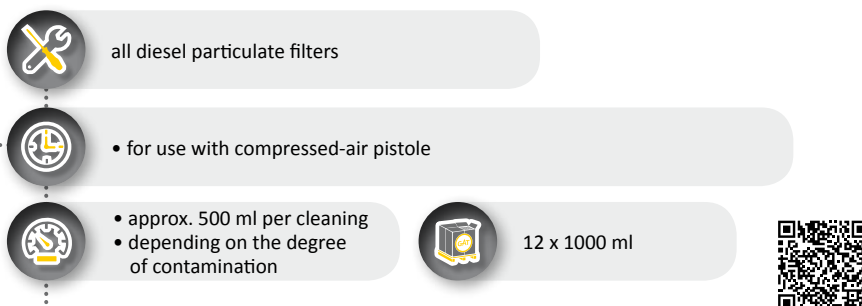 all diesel particulate filters
• for use with compressed-air pistole
• approx. 500 ml per cleaning
• depending on the degree
of contamination
12 x 1000 ml